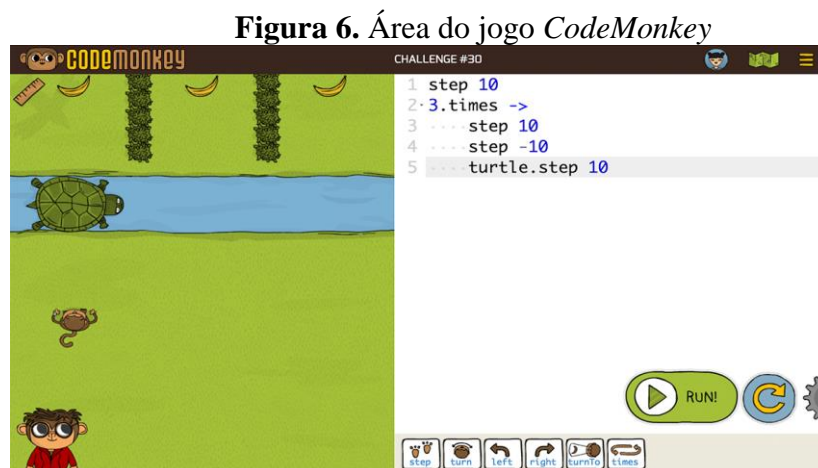 Figura 6. Área do jogo CodeMonkey
CODEMONKEY
CHALLENGE #30
1 step 10
2 3.times ->
3 step 10
4 step -10
5 turtle.step 10
RUN!
step turn left right turnTo times